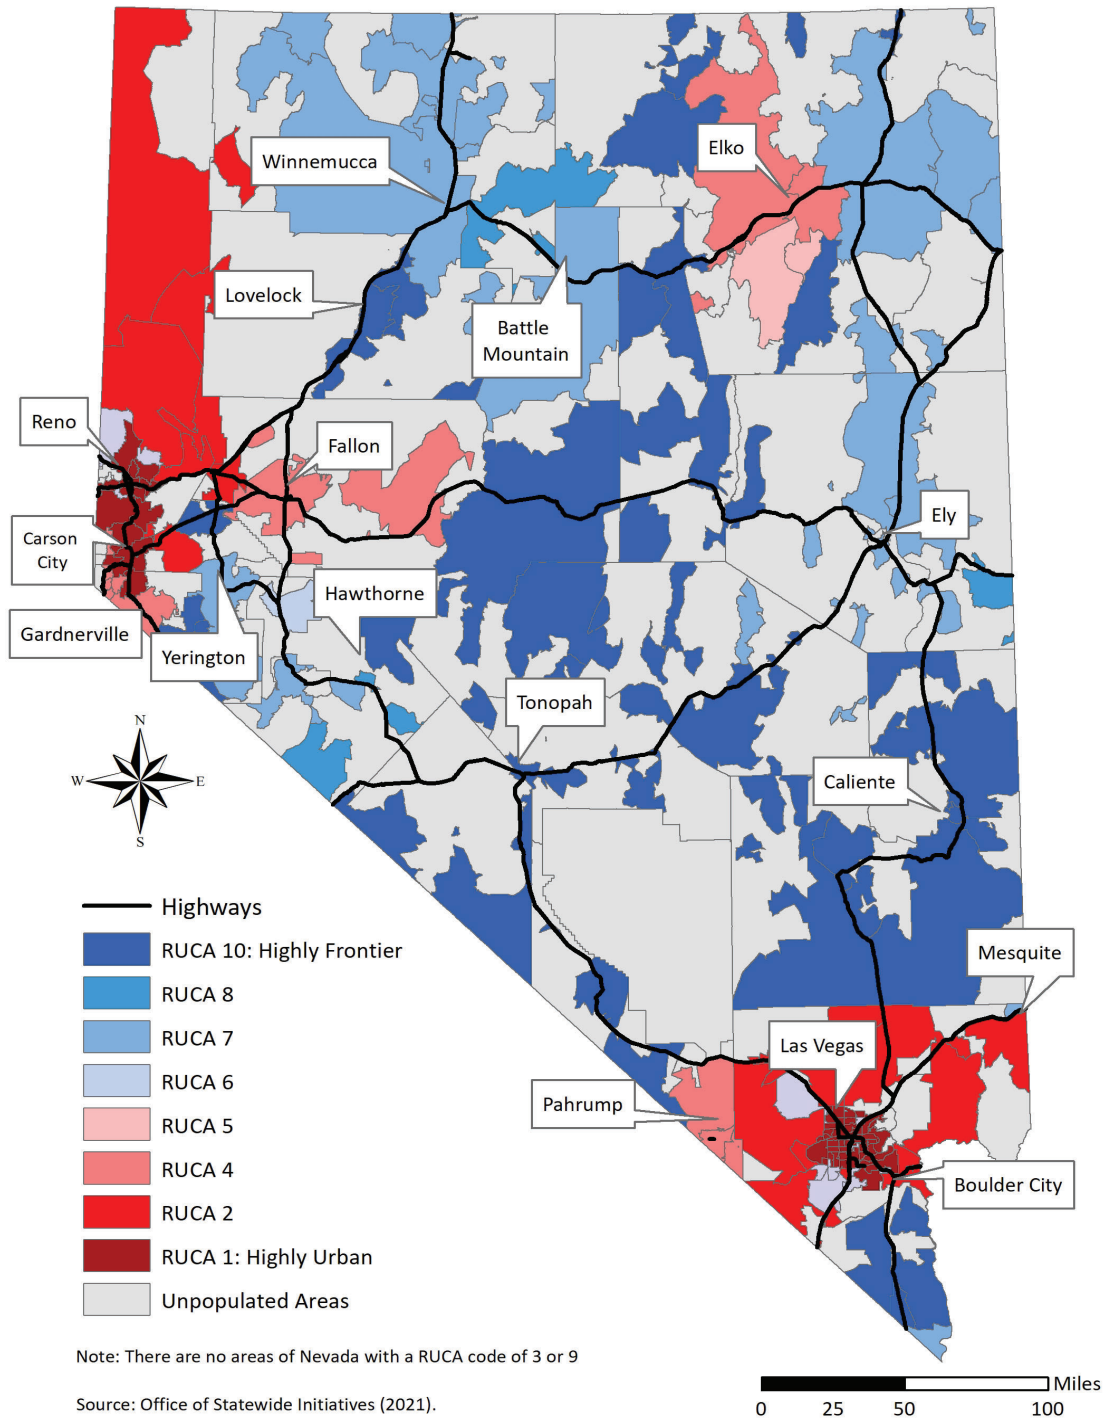 Winnemucca
Elko
Lovelock
Battle
Mountain
Reno
Fallon
Ely
Carson
City
Hawthorne
Gardnerville
Yerington
Tonopah
N
W
E
S
Caliente
Highways
RUCA 10: Highly Frontier
RUCA 8
RUCA 7
RUCA 6
RUCA 5
RUCA 4
RUCA 2
RUCA 1: Highly Urban
Unpopulated Areas
Mesquite
Las Vegas
Pahrump
Boulder City
Note: There are no areas of Nevada with a RUCA code of 3 or 9
Source: Office of Statewide Initiatives (2021).
Miles
0 25 50 100